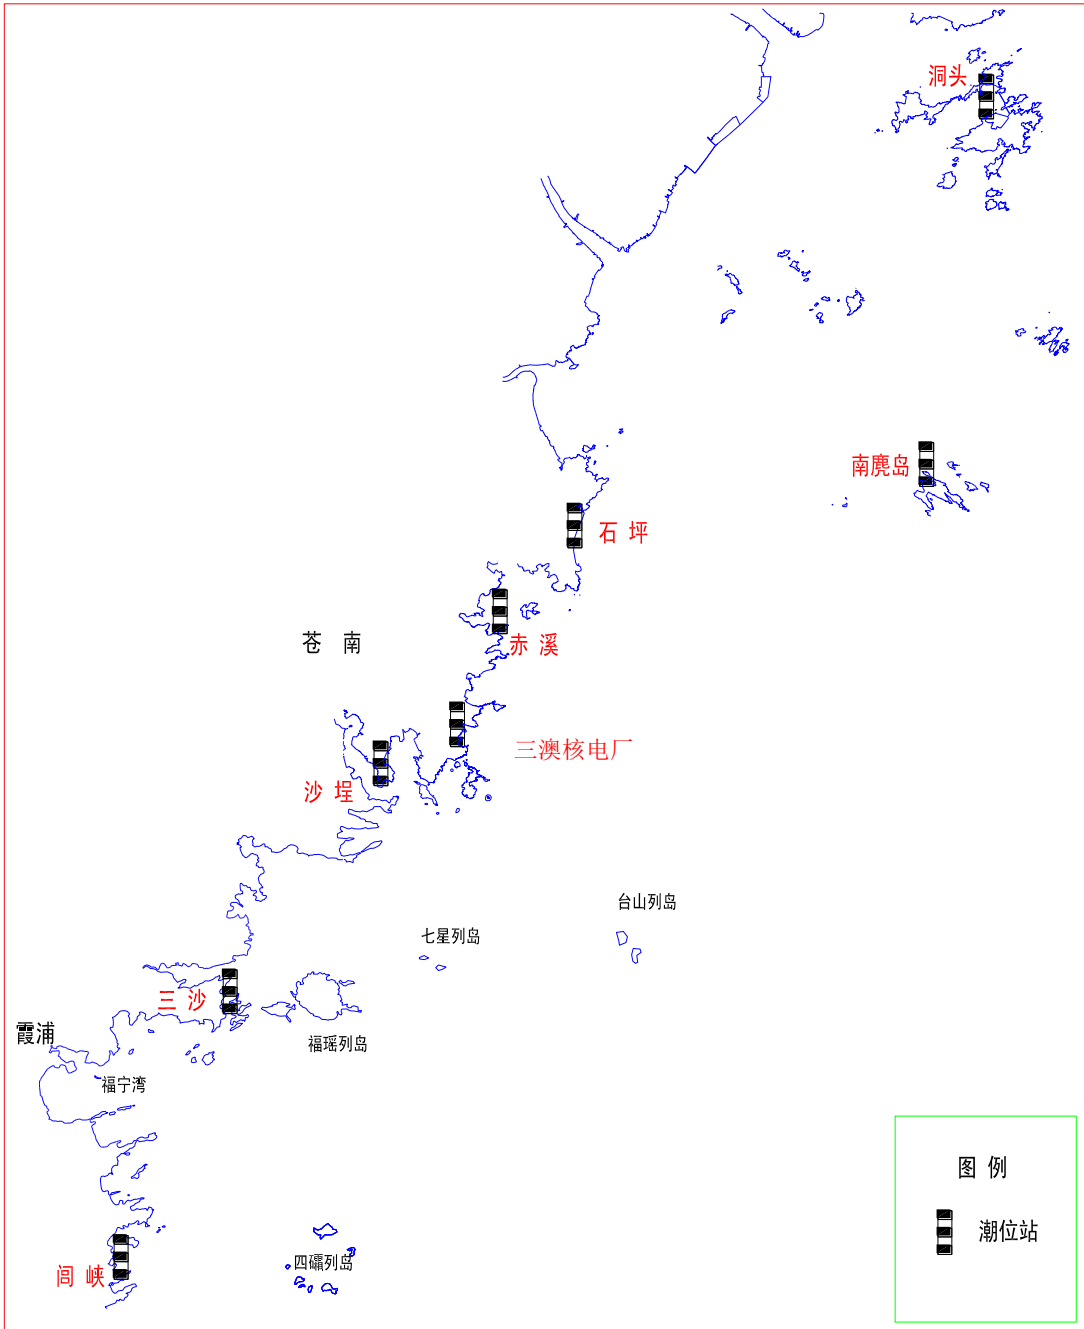 洞头
南麂岛
石坪
赤溪
苍南
三澳核电厂
沙埕
台山列岛
七星列岛
三沙
霞浦
福瑶列岛
福宁湾
图例
潮位站
四礵列岛
闾峡